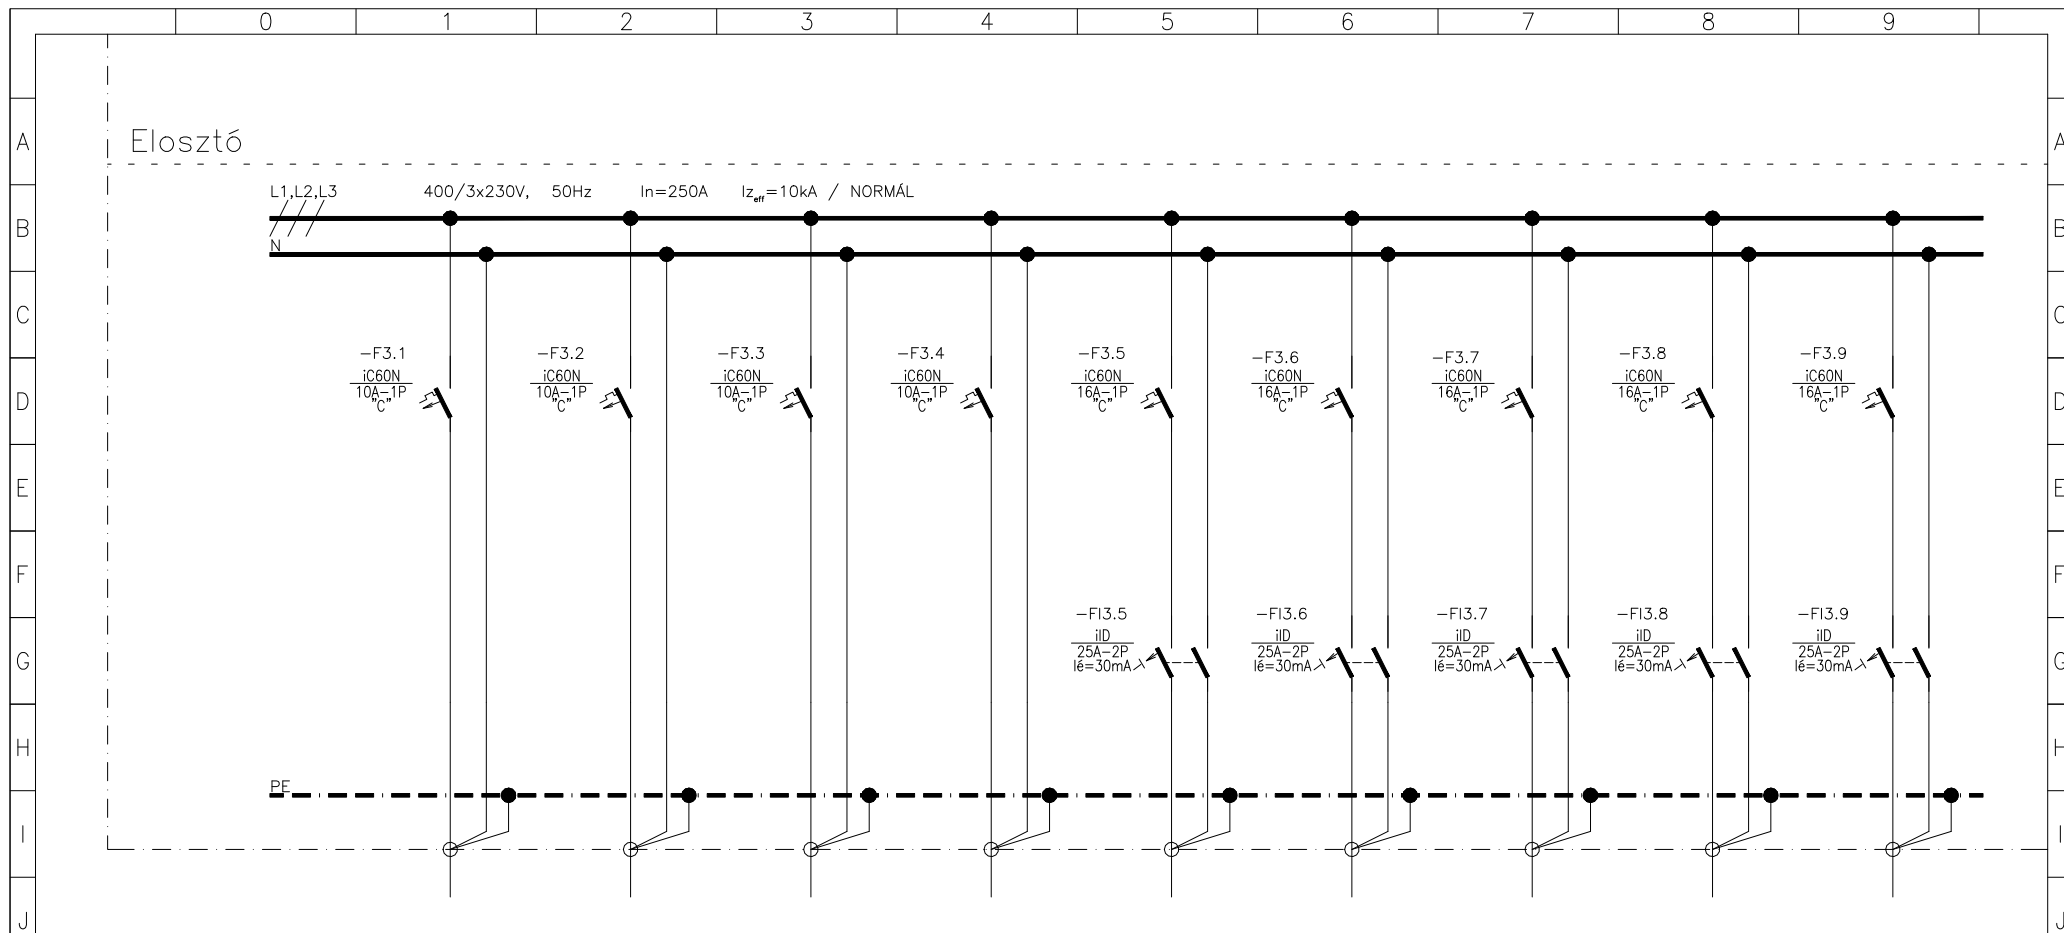 0 1 2 3 4 5 6 7 8 9
A A
Elosztó
L1,L2,L3 400/3x230V, 50Hz In=250A Iz eff=10kA / NORMÁL
B B
N
C C
-F3.1 -F3.2 -F3.3 -F3.4 -F3.5 -F3.6 -F3.7 -F3.8 -F3.9
iC60N iC60N iC60N iC60N iC60N iC60N iC60N iC60N iC60N
10A-1P 10A-1P 10A-1P 10A-1P 16A-1P 16A-1P 16A-1P 16A-1P 16A-1P
D "C" "C" "C" "C" "C" "C" "C" "C" "C" D
E E
F F
-FI3.5 -FI3.6 -FI3.7 -FI3.8 -FI3.9
iID iID iID iID iID
25A-2P 25A-2P 25A-2P 25A-2P 25A-2P
G Ié=30mA Ié=30mA Ié=30mA Ié=30mA Ié=30mA G
H H
PE
I I
J J